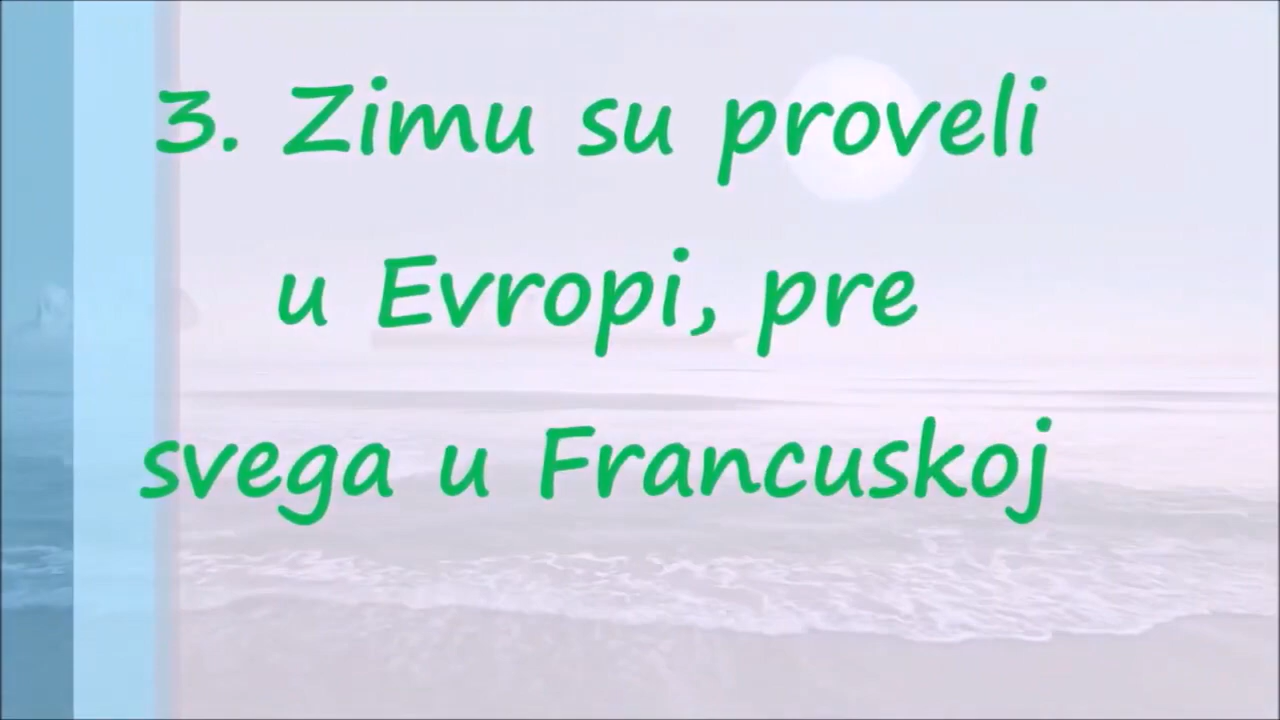 3. Zimu su proveli
u Evropi, pre
svega u Francuskoj